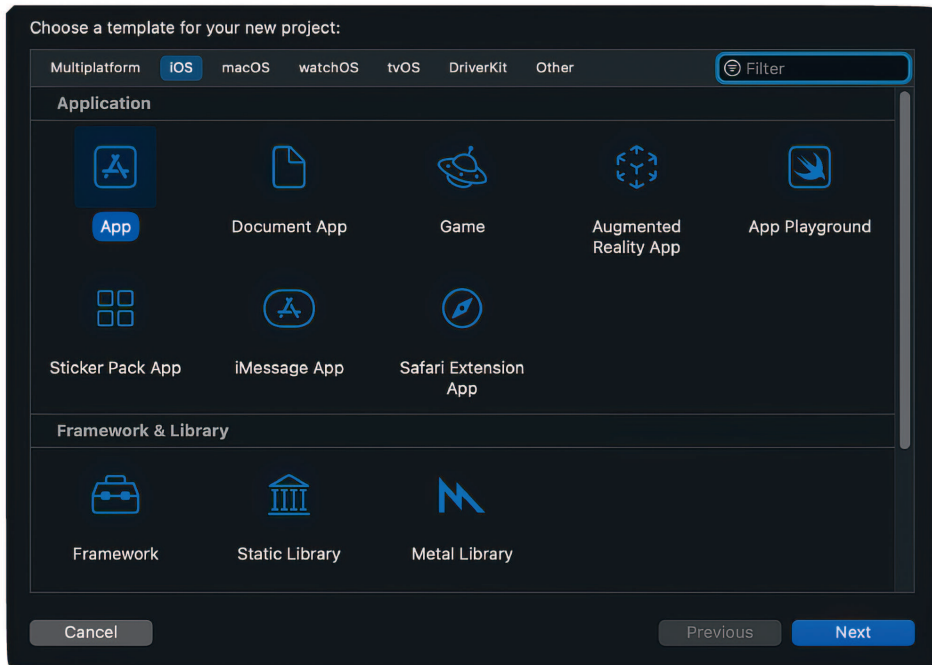 Choose a template for your new project:
Multiplatform iOS macOS watchOS tvOS DriverKit Other Filter
Application
App Document App Game Augmented Reality App App Playground
Sticker Pack App iMessage App Safari Extension App
Framework & Library
Framework Static Library Metal Library
Cancel Previous Next